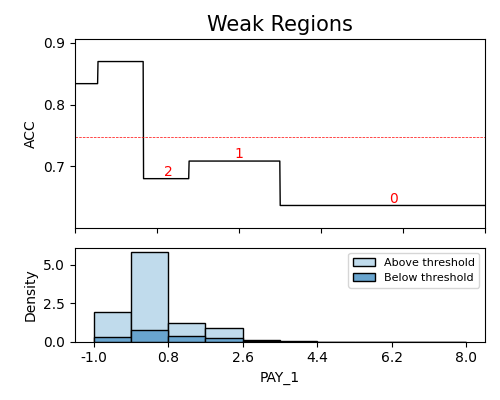 Weak Regions
0.9
0.8
0.7
ACC
2
1
0
5.0
2.5
0.0
Density
Above threshold
Below threshold
-1.0 0.8 2.6 4.4 6.2 8.0
PAY_1